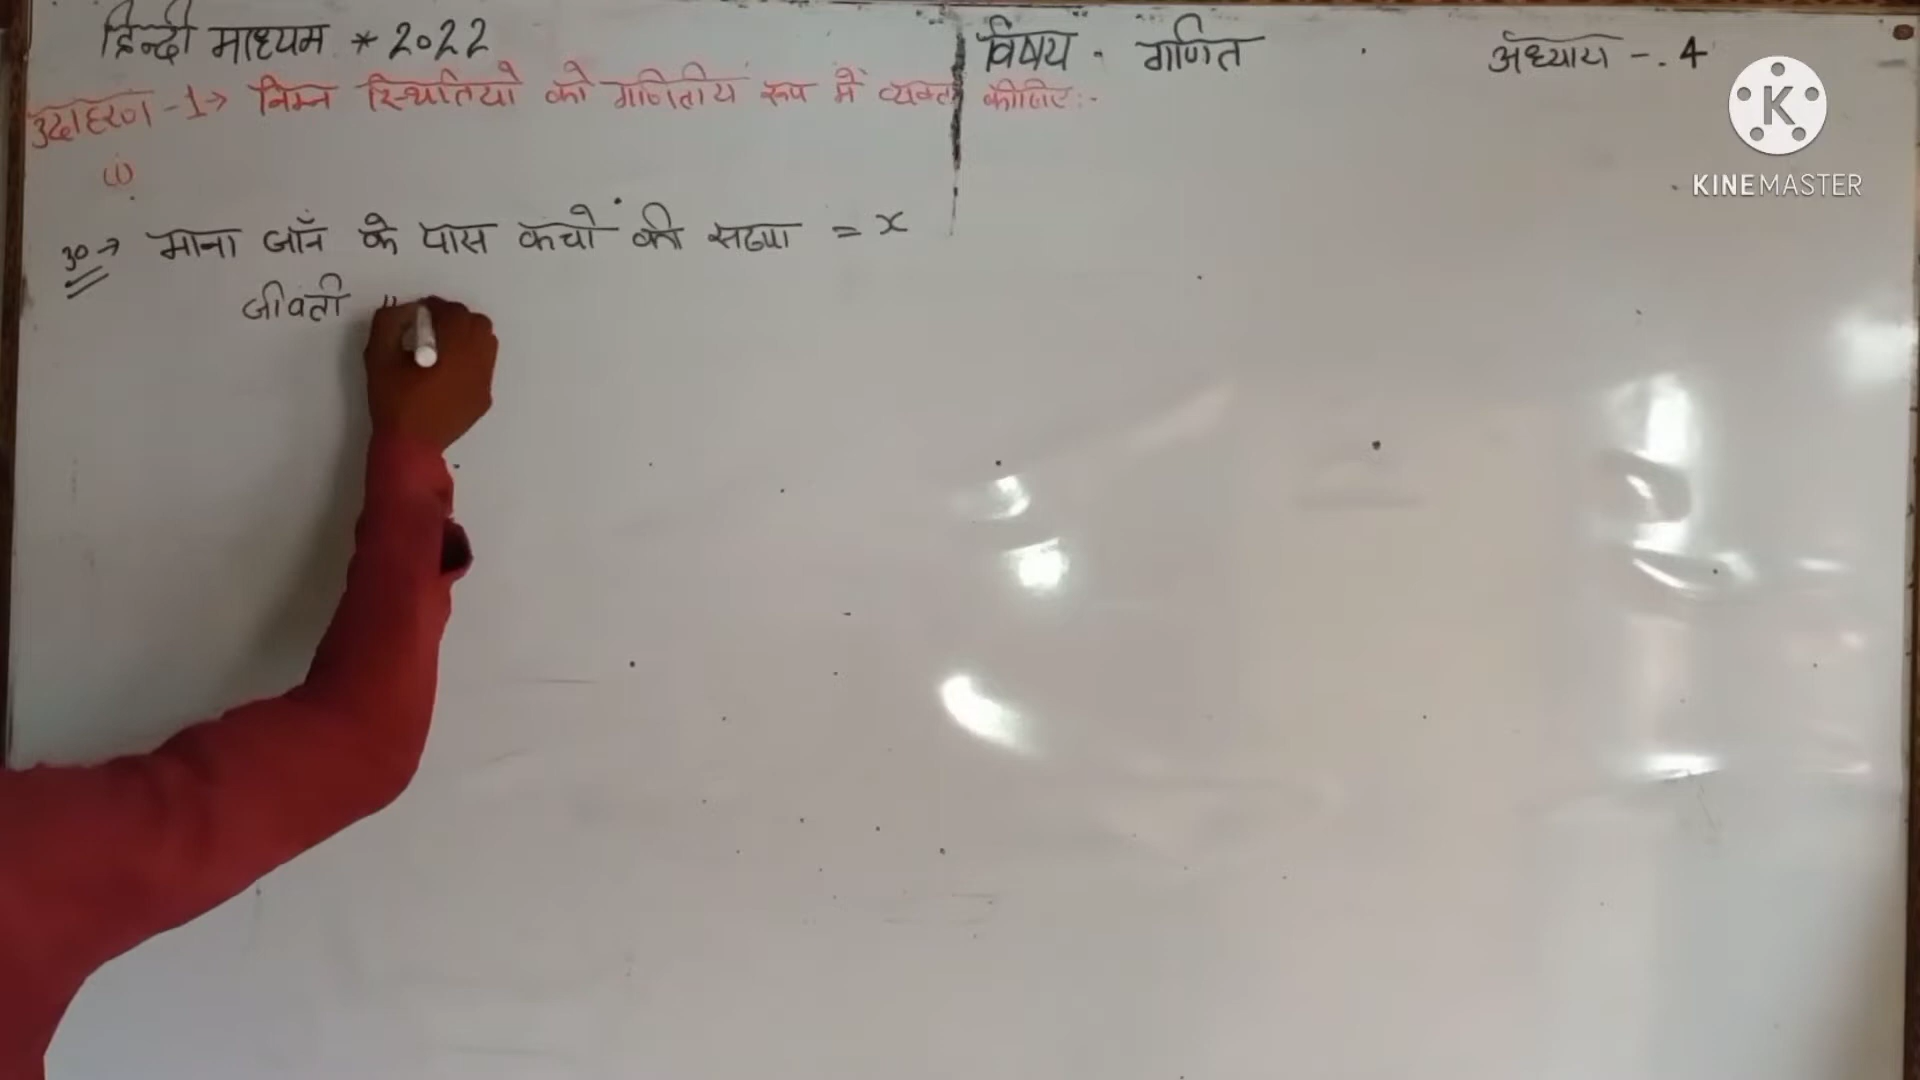 हिन्दी माध्यम * 2022
विषय - गणित
अध्याय - 4
उदाहरण -1→ निम्न स्थितियो को गणितीय रूप में व्यक्त कीजिए:-
(i)
उ०→ माना जॉन के पास कंचो की सख्या = x
जीवंती "
K
KINEMASTER